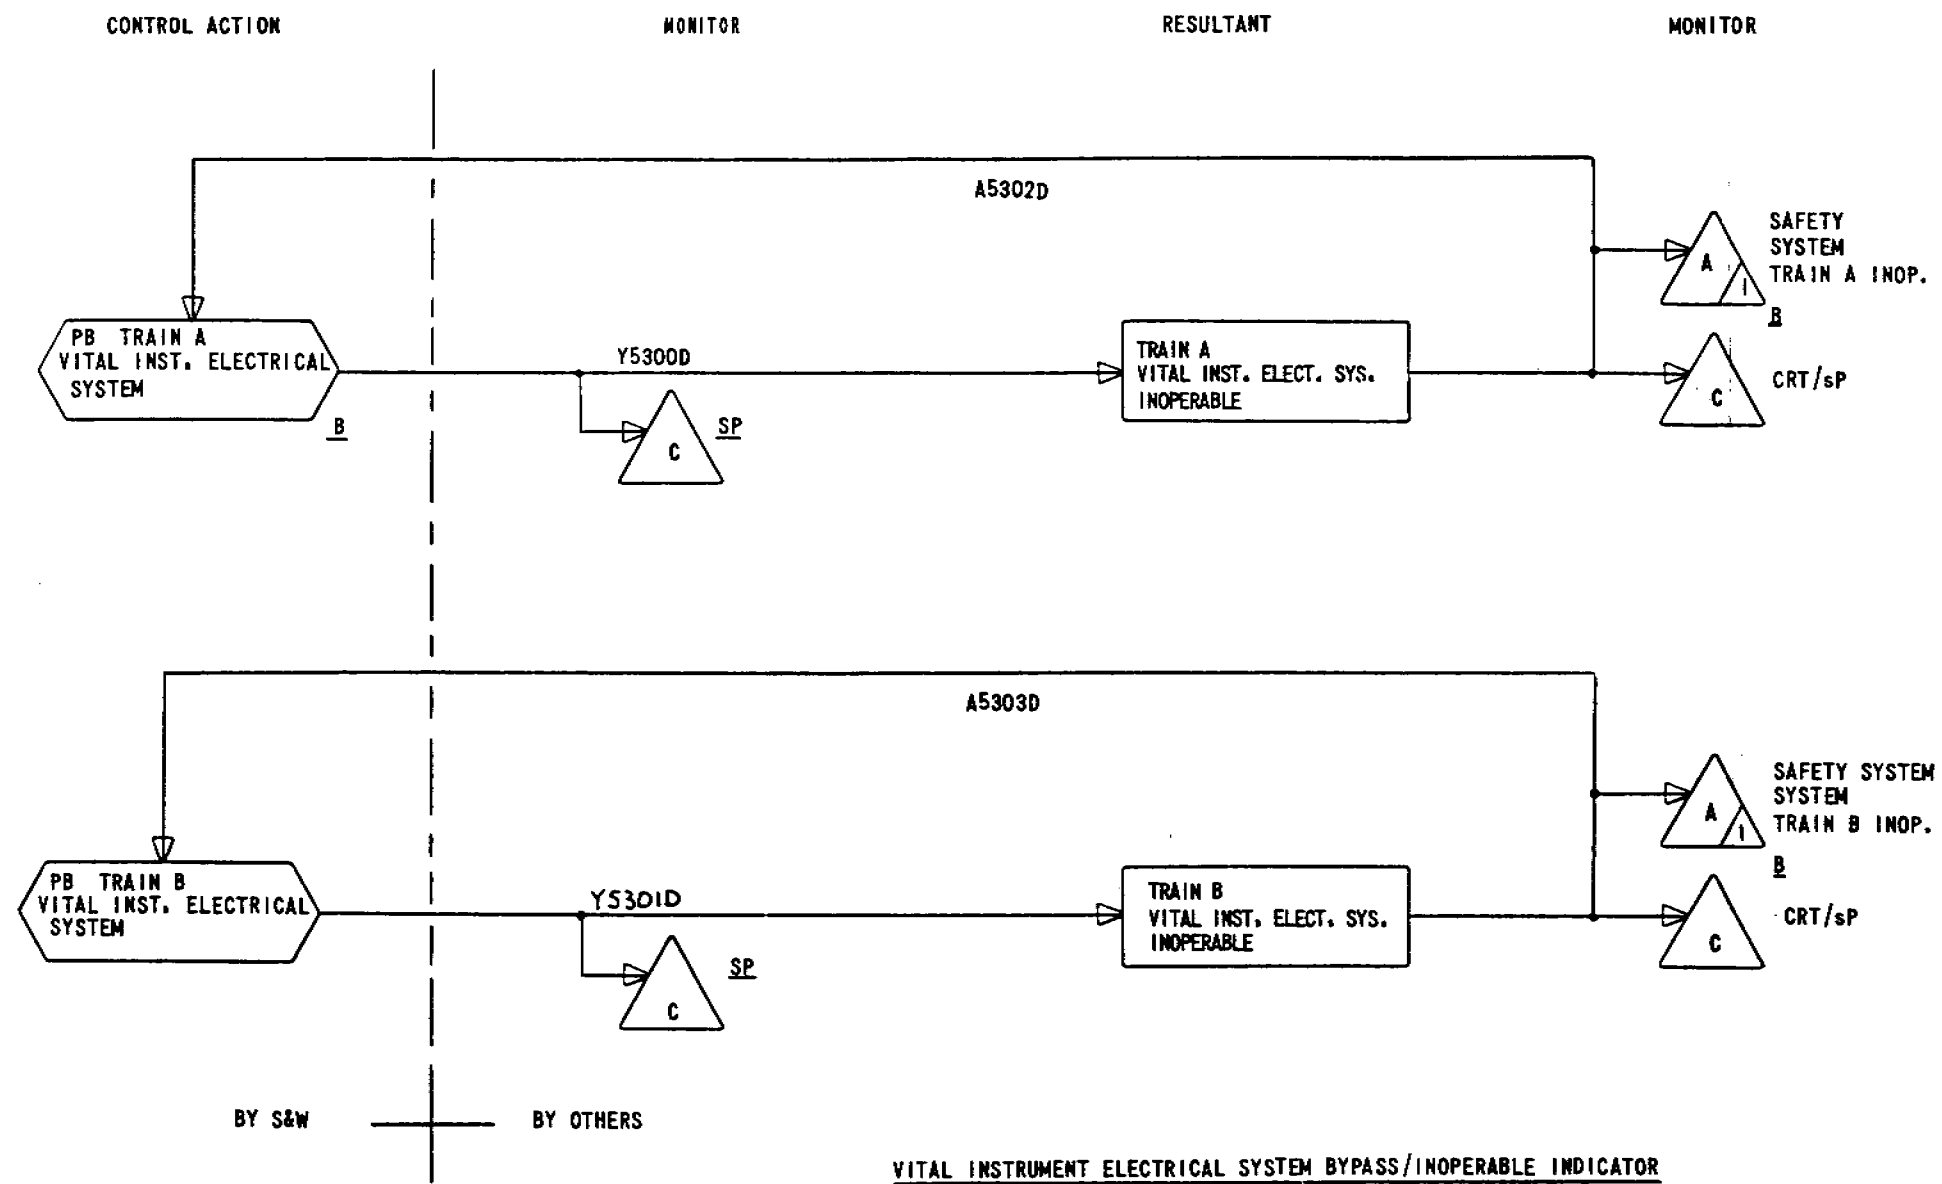 CONTROL ACTION
MONITOR
RESULTANT
MONITOR
A5302D
SAFETY
SYSTEM
TRAIN A INOP.
A
1
B
PB TRAIN A
VITAL INST. ELECTRICAL
SYSTEM
B
Y5300D
C
SP
TRAIN A
VITAL INST. ELECT. SYS.
INOPERABLE
C
CRT/sP
A5303D
SAFETY SYSTEM
SYSTEM
TRAIN B INOP.
A
1
B
PB TRAIN B
VITAL INST. ELECTRICAL
SYSTEM
Y5301D
C
SP
TRAIN B
VITAL INST. ELECT. SYS.
INOPERABLE
C
CRT/sP
BY S&W
BY OTHERS
VITAL INSTRUMENT ELECTRICAL SYSTEM BYPASS/INOPERABLE INDICATOR